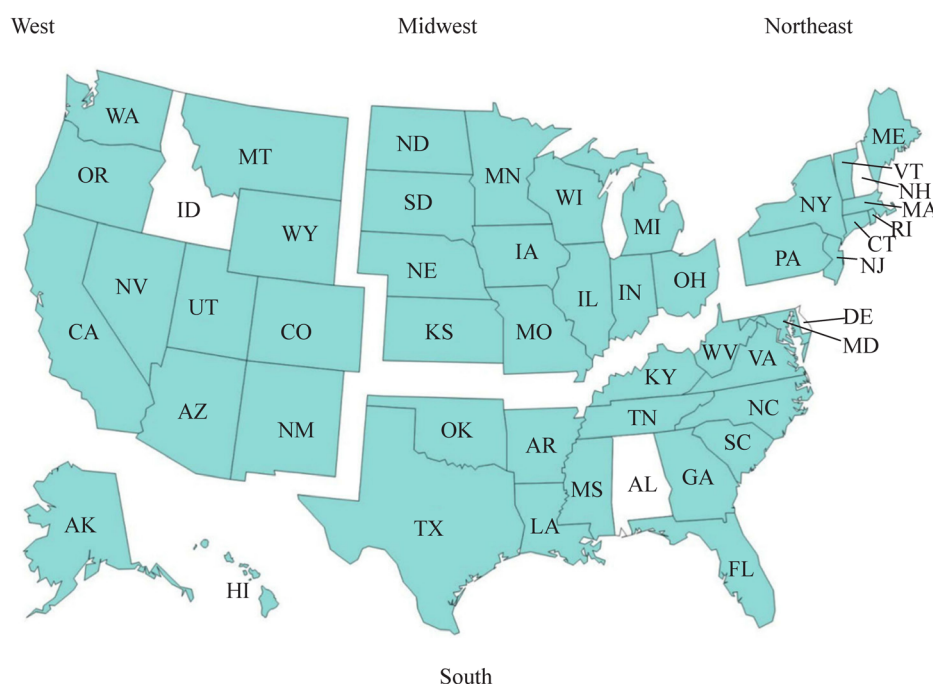 West
Midwest
Northeast
WA
MT
ND
MN
ME
OR
ID
SD
WI
VT
NH
WY
MI
NY
MA
RI
IA
CT
NE
PA
NJ
NV
UT
IL
IN
OH
CA
CO
KS
MO
DE
MD
WV
VA
KY
AZ
NM
OK
TN
NC
AR
SC
MS
AL
GA
AK
TX
LA
HI
FL
South